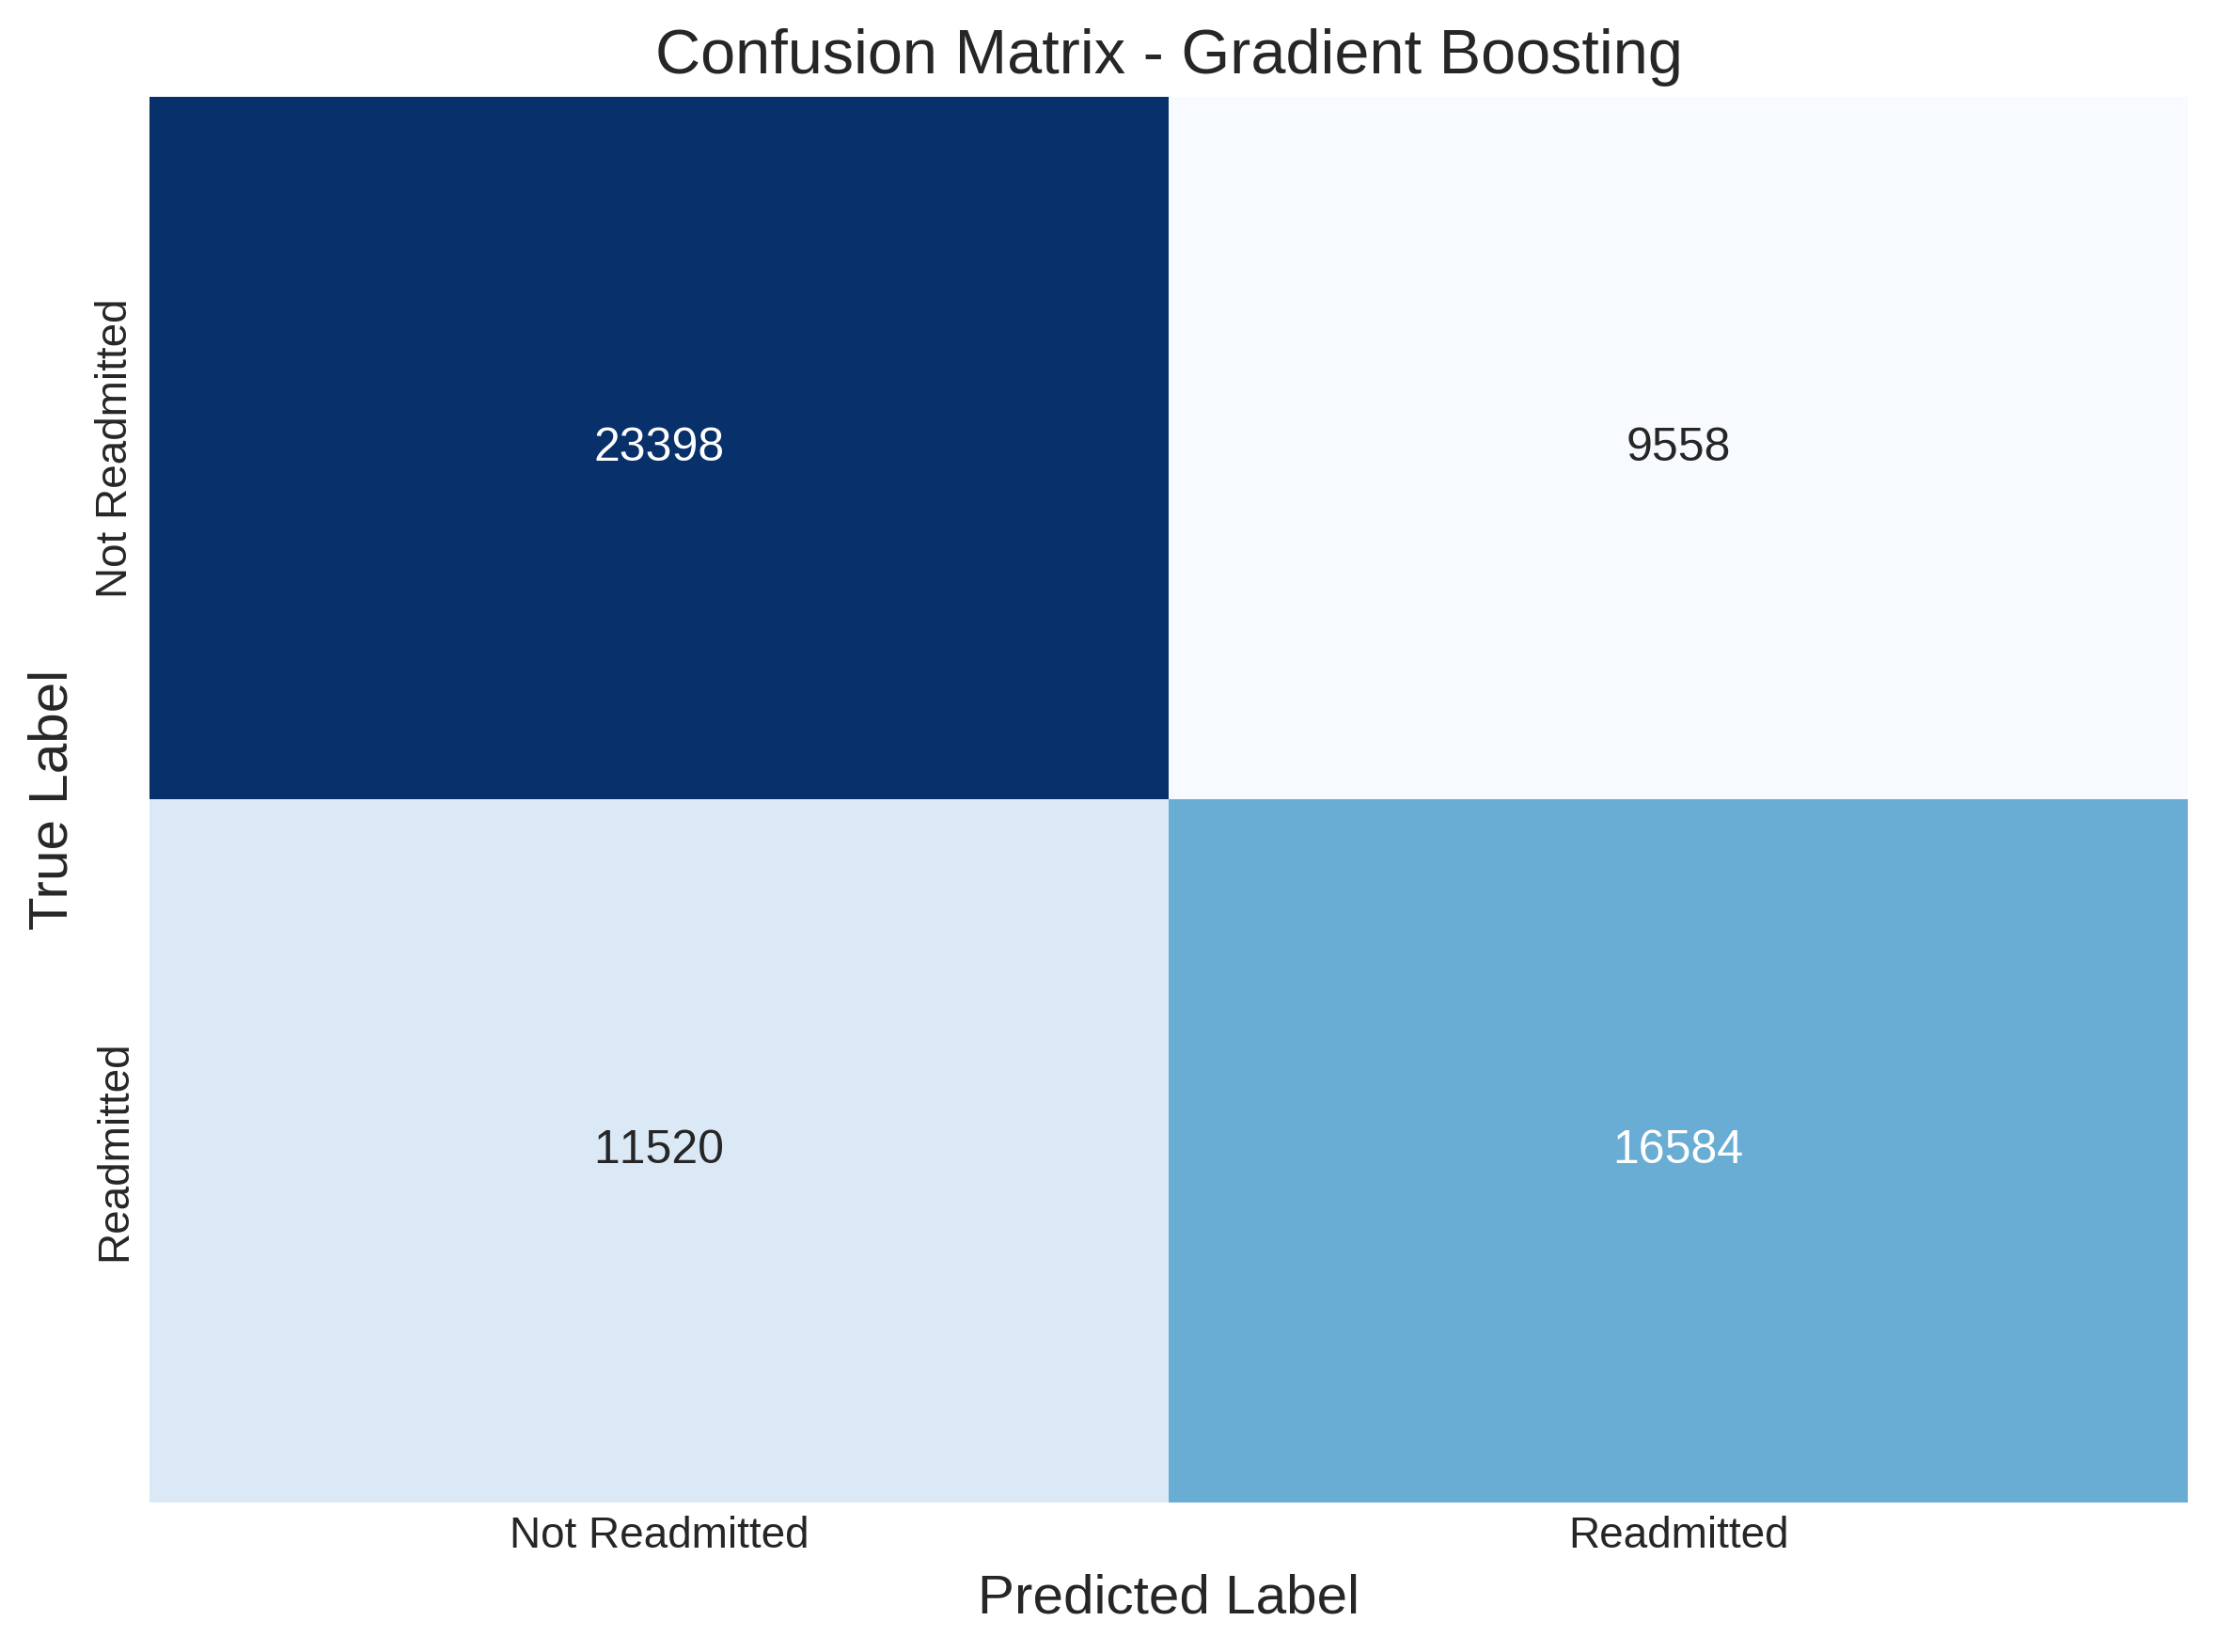 Confusion Matrix - Gradient Boosting
True Label
Not Readmitted
23398
9558
Readmitted
11520
16584
Not Readmitted
Readmitted
Predicted Label